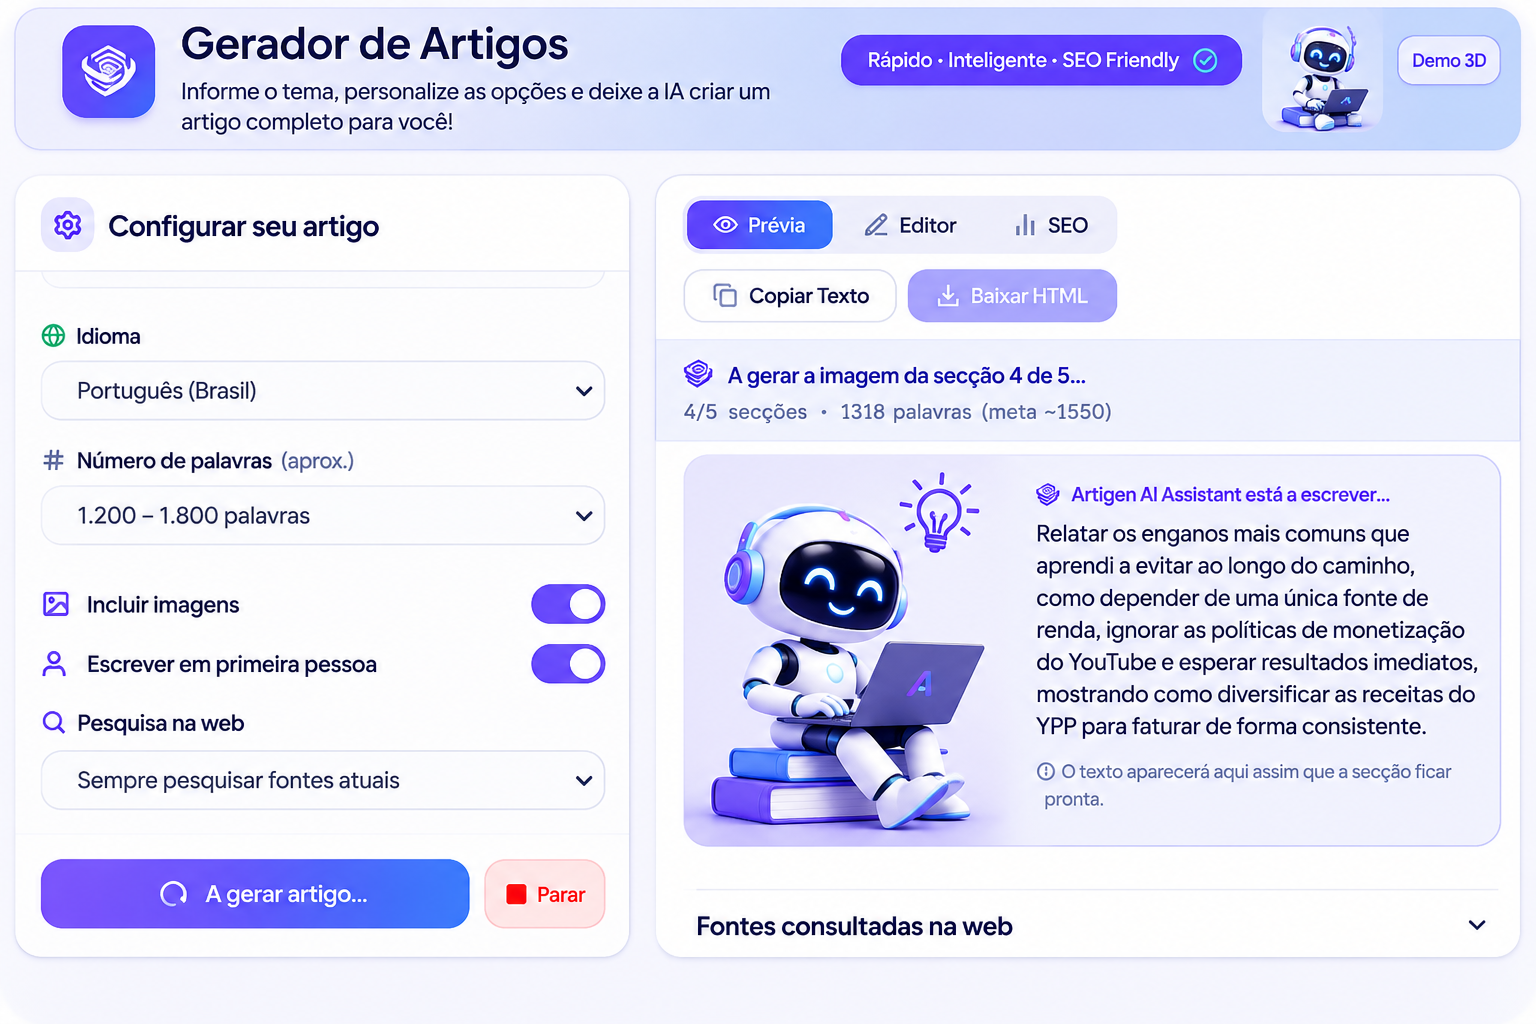 Gerador de Artigos
Informe o tema, personalize as opções e deixe a IA criar um
artigo completo para você!
Rápido • Inteligente • SEO Friendly
Demo 3D
Configurar seu artigo
Idioma
Português (Brasil)
Número de palavras (aprox.)
1.200 – 1.800 palavras
Incluir imagens
Escrever em primeira pessoa
Pesquisa na web
Sempre pesquisar fontes atuais
A gerar artigo...
Parar
Prévia
Editor
SEO
Copiar Texto
Baixar HTML
A gerar a imagem da secção 4 de 5...
4/5 secções • 1318 palavras (meta ~1550)
Artigen AI Assistant está a escrever...
Relatar os enganos mais comuns que
aprendi a evitar ao longo do caminho,
como depender de uma única fonte de
renda, ignorar as políticas de monetização
do YouTube e esperar resultados imediatos,
mostrando como diversificar as receitas do
YPP para faturar de forma consistente.
O texto aparecerá aqui assim que a secção ficar
pronta.
Fontes consultadas na web